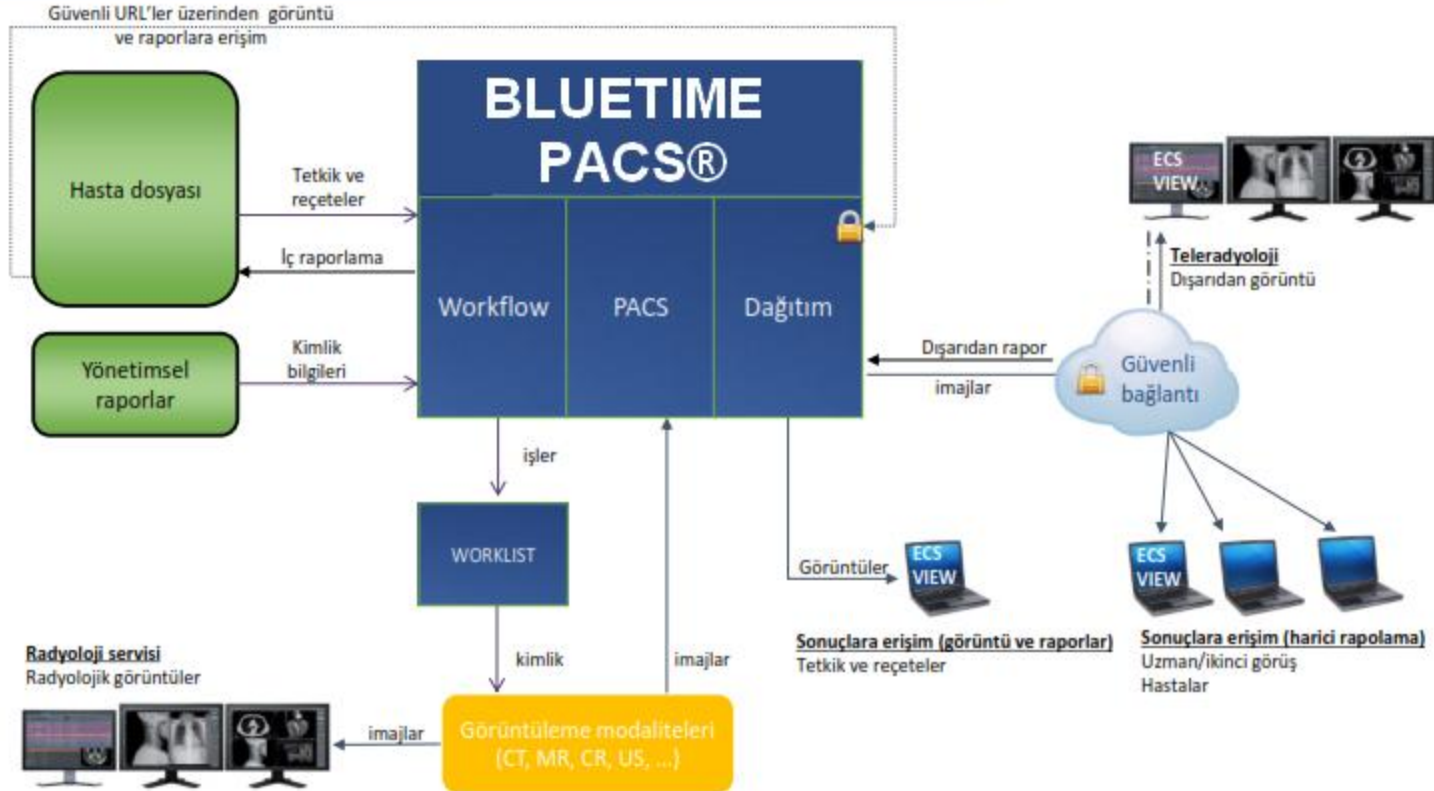 Güvenli URL'ler üzerinden görüntü
ve raporlara erişim
BLUETIME
PACS®
Hasta dosyası
Tetkik ve
reçeteler
İç raporlama
Workflow
PACS
Dağıtım
Yönetimsel
raporlar
Kimlik
bilgileri
ECS
VIEW
Teleradyoloji
Dışarıdan görüntü
Dışarıdan rapor
imajlar
Güvenli
bağlantı
işler
WORKLIST
Görüntüler
ECS
VIEW
ECS
VIEW
Sonuçlara erişim (görüntü ve raporlar)
Tetkik ve reçeteler
Sonuçlara erişim (harici rapolama)
Uzman/ikinci görüş
Hastalar
kimlik
imajlar
Radyoloji servisi
Radyolojik görüntüler
imajlar
Görüntüleme modaliteleri
(CT, MR, CR, US, ...)